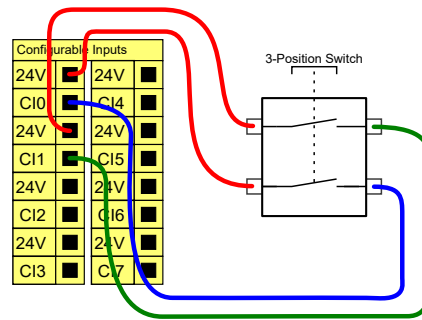 Configurable Inputs
3-Position Switch
24V 24V
CI0 CI4
24V 24V
CI1 CI5
24V 24V
CI2 CI6
24V 24V
CI3 CI7